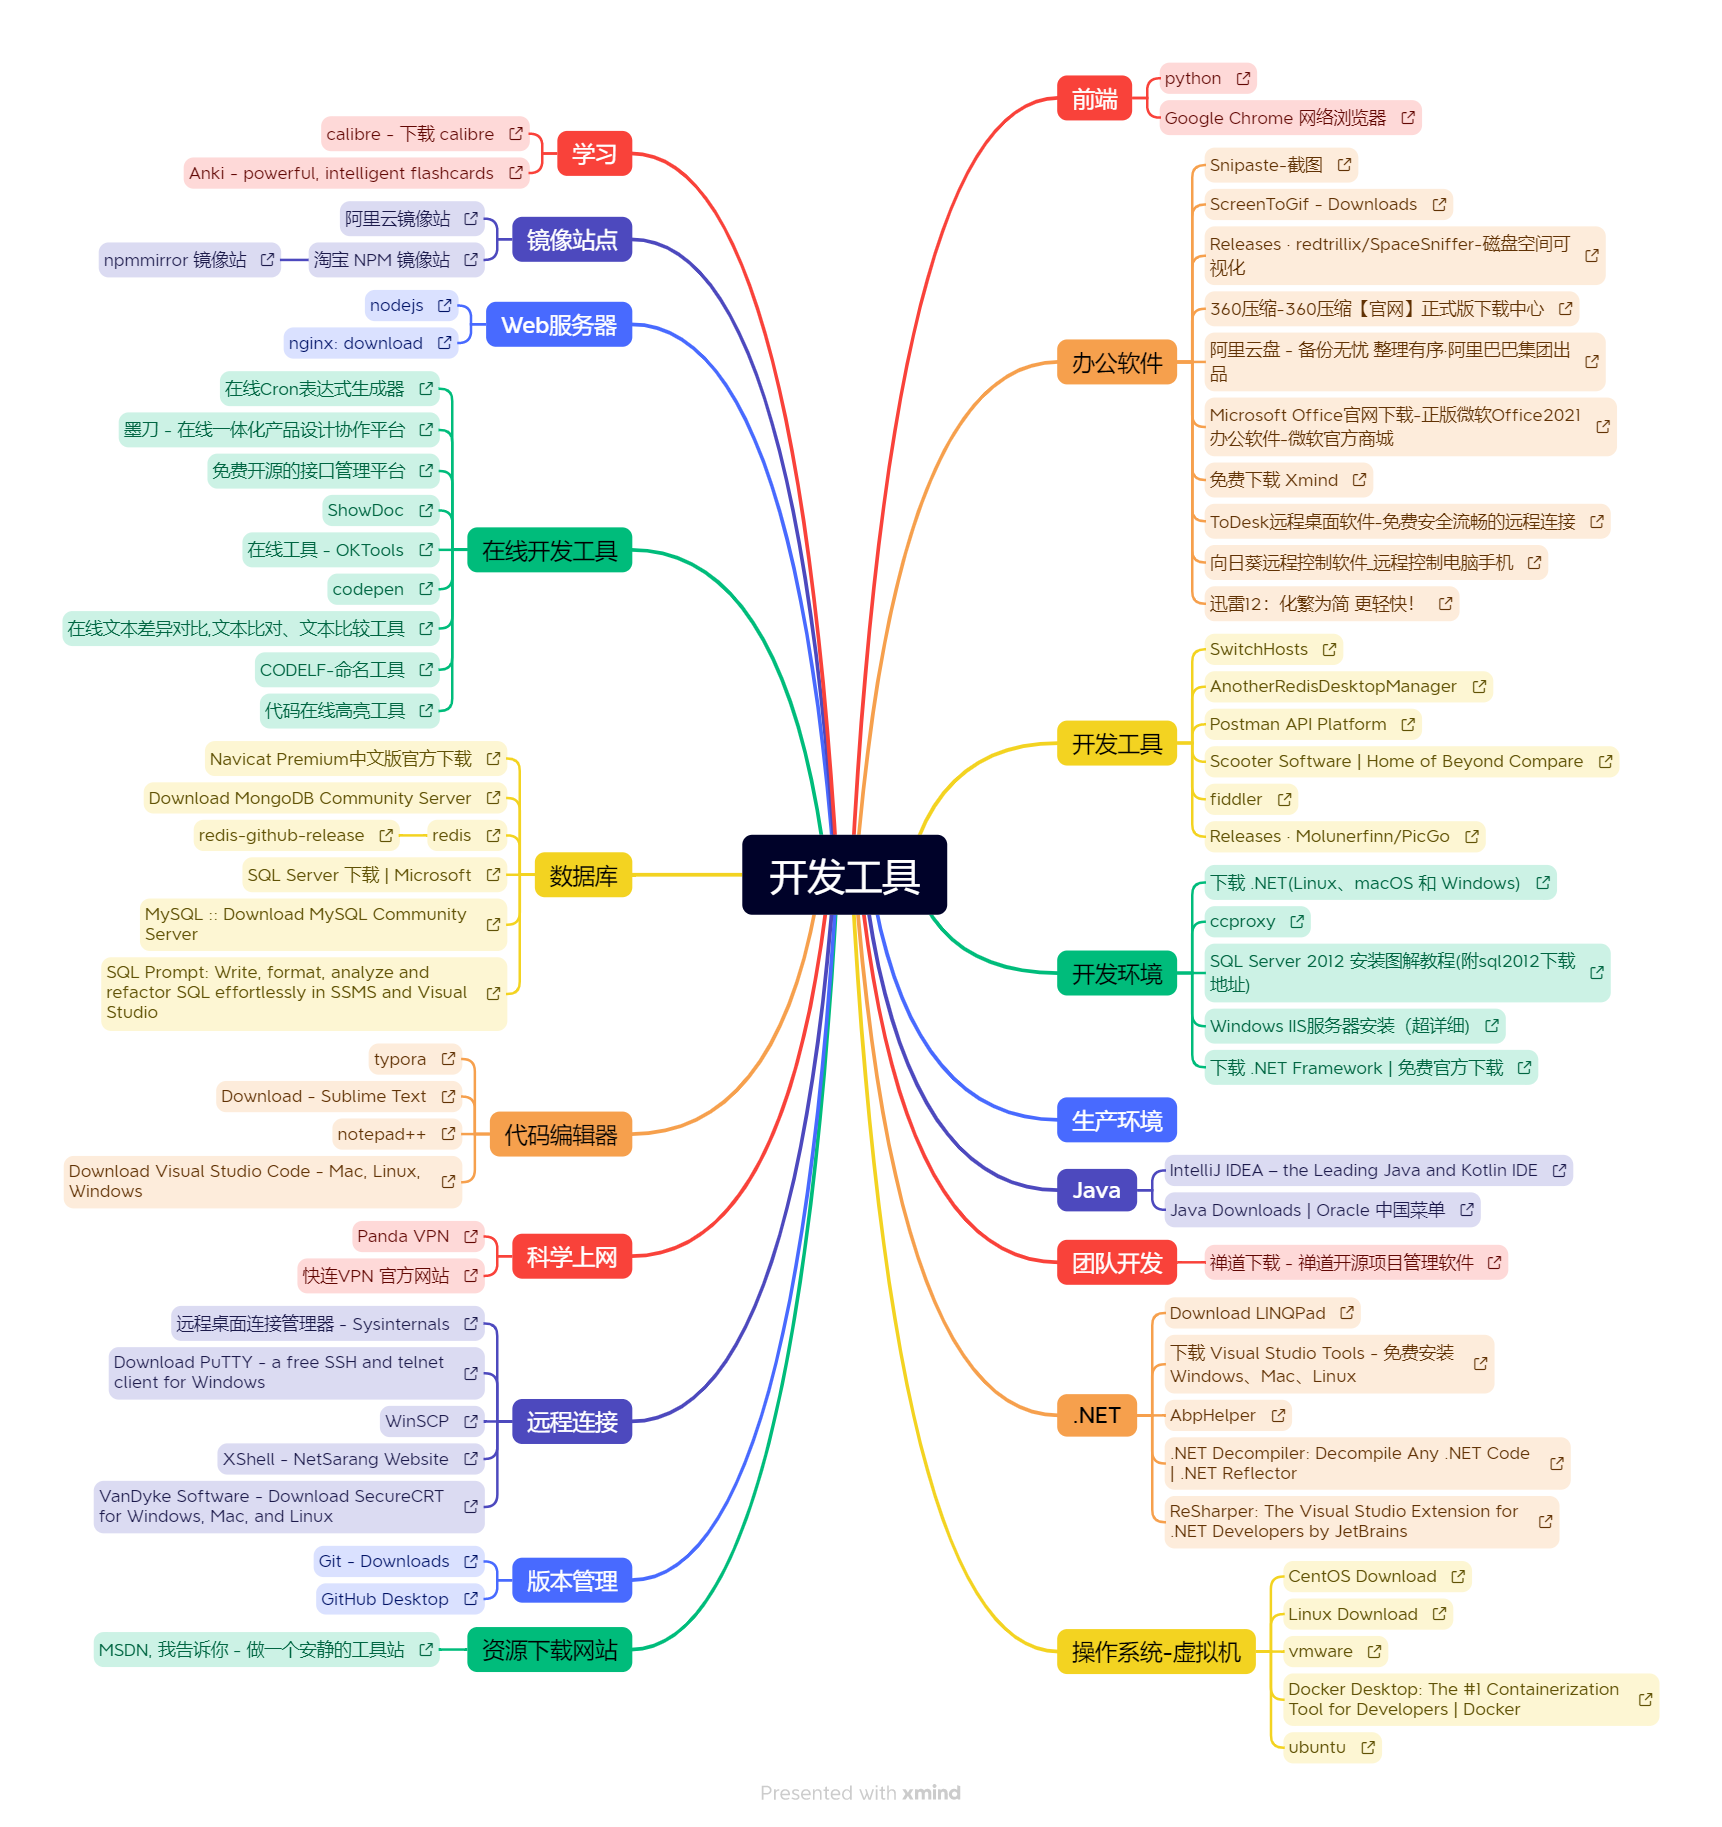 开发工具
前端
python
Google Chrome 网络浏览器
办公软件
Snipaste-截图
ScreenToGif - Downloads
Releases · redtrillix/SpaceSniffer-磁盘空间可
视化
360压缩-360压缩【官网】正式版下载中心
阿里云盘 - 备份无忧 整理有序·阿里巴巴集团出
品
Microsoft Office官网下载-正版微软Office2021
办公软件-微软官方商城
免费下载 Xmind
ToDesk远程桌面软件-免费安全流畅的远程连接
向日葵远程控制软件_远程控制电脑手机
迅雷12：化繁为简 更轻快！
开发工具
SwitchHosts
AnotherRedisDesktopManager
Postman API Platform
Scooter Software | Home of Beyond Compare
fiddler
Releases · Molunerfinn/PicGo
开发环境
下载 .NET(Linux、macOS 和 Windows)
ccproxy
SQL Server 2012 安装图解教程(附sql2012下载
地址)
Windows IIS服务器安装（超详细)
下载 .NET Framework | 免费官方下载
生产环境
Java
IntelliJ IDEA – the Leading Java and Kotlin IDE
Java Downloads | Oracle 中国菜单
团队开发
禅道下载 - 禅道开源项目管理软件
.NET
Download LINQPad
下载 Visual Studio Tools - 免费安装
Windows、Mac、Linux
AbpHelper
.NET Decompiler: Decompile Any .NET Code
| .NET Reflector
ReSharper: The Visual Studio Extension for
.NET Developers by JetBrains
操作系统-虚拟机
CentOS Download
Linux Download
vmware
Docker Desktop: The #1 Containerization
Tool for Developers | Docker
ubuntu
学习
calibre - 下载 calibre
Anki - powerful, intelligent flashcards
镜像站点
阿里云镜像站
淘宝 NPM 镜像站
npmmirror 镜像站
Web服务器
nodejs
nginx: download
在线开发工具
在线Cron表达式生成器
墨刀 - 在线一体化产品设计协作平台
免费开源的接口管理平台
ShowDoc
在线工具 - OKTools
codepen
在线文本差异对比,文本比对、文本比较工具
CODELF-命名工具
代码在线高亮工具
数据库
Navicat Premium中文版官方下载
Download MongoDB Community Server
redis
redis-github-release
SQL Server 下载 | Microsoft
MySQL :: Download MySQL Community
Server
SQL Prompt: Write, format, analyze and
refactor SQL effortlessly in SSMS and Visual
Studio
代码编辑器
typora
Download - Sublime Text
notepad++
Download Visual Studio Code - Mac, Linux,
Windows
科学上网
Panda VPN
快连VPN 官方网站
远程连接
远程桌面连接管理器 - Sysinternals
Download PuTTY - a free SSH and telnet
client for Windows
WinSCP
XShell - NetSarang Website
VanDyke Software - Download SecureCRT
for Windows, Mac, and Linux
版本管理
Git - Downloads
GitHub Desktop
资源下载网站
MSDN, 我告诉你 - 做一个安静的工具站
Presented with xmind